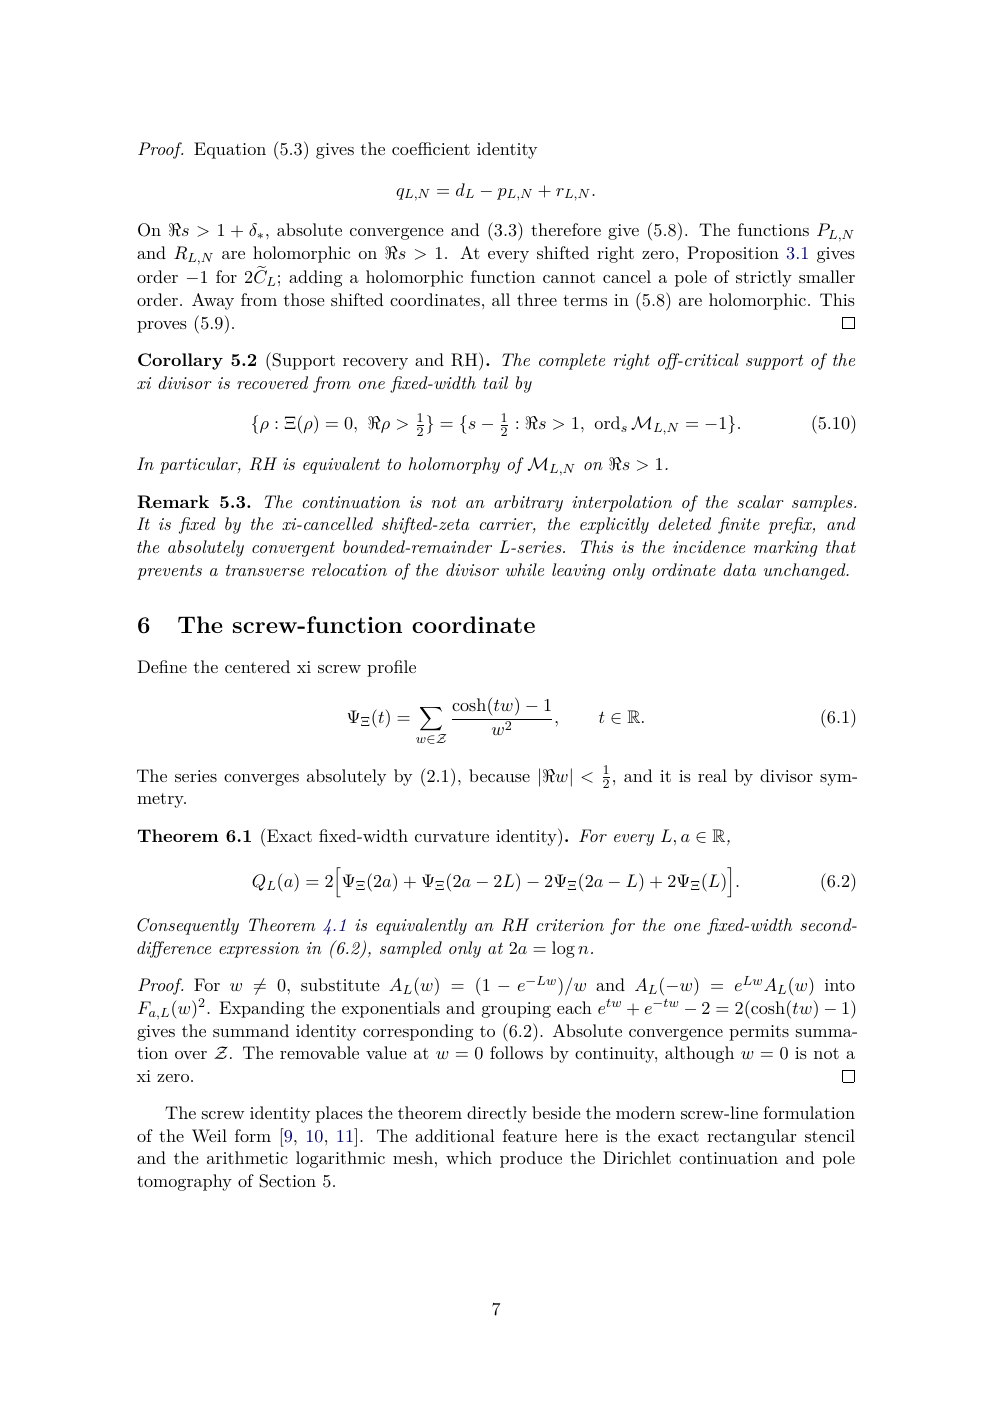 Proof. Equation (5.3) gives the coefficient identity
q_{L,N} = d_L − p_{L,N} + r_{L,N}.
On ℜs > 1 + δ_*, absolute convergence and (3.3) therefore give (5.8). The functions P_{L,N}
and R_{L,N} are holomorphic on ℜs > 1. At every shifted right zero, Proposition 3.1 gives
order −1 for 2C̃_L; adding a holomorphic function cannot cancel a pole of strictly smaller
order. Away from those shifted coordinates, all three terms in (5.8) are holomorphic. This
proves (5.9). □
Corollary 5.2 (Support recovery and RH). The complete right off-critical support of the
xi divisor is recovered from one fixed-width tail by
{ρ : Ξ(ρ) = 0, ℜρ > 1/2} = {s − 1/2 : ℜs > 1, ord_s ℳ_{L,N} = −1}. (5.10)
In particular, RH is equivalent to holomorphy of ℳ_{L,N} on ℜs > 1.
Remark 5.3. The continuation is not an arbitrary interpolation of the scalar samples.
It is fixed by the xi-cancelled shifted-zeta carrier, the explicitly deleted finite prefix, and
the absolutely convergent bounded-remainder L-series. This is the incidence marking that
prevents a transverse relocation of the divisor while leaving only ordinate data unchanged.
6 The screw-function coordinate
Define the centered xi screw profile
Ψ_Ξ(t) = ∑_{w∈𝒵} (cosh(tw) − 1)/w², t ∈ ℝ. (6.1)
The series converges absolutely by (2.1), because |ℜw| < 1/2, and it is real by divisor sym-
metry.
Theorem 6.1 (Exact fixed-width curvature identity). For every L, a ∈ ℝ,
Q_L(a) = 2[Ψ_Ξ(2a) + Ψ_Ξ(2a − 2L) − 2Ψ_Ξ(2a − L) + 2Ψ_Ξ(L)]. (6.2)
Consequently Theorem 4.1 is equivalently an RH criterion for the one fixed-width second-
difference expression in (6.2), sampled only at 2a = log n.
Proof. For w ≠ 0, substitute A_L(w) = (1 − e^{−Lw})/w and A_L(−w) = e^{Lw}A_L(w) into
F_{a,L}(w)². Expanding the exponentials and grouping each e^{tw} + e^{−tw} − 2 = 2(cosh(tw) − 1)
gives the summand identity corresponding to (6.2). Absolute convergence permits summa-
tion over 𝒵. The removable value at w = 0 follows by continuity, although w = 0 is not a
xi zero. □
The screw identity places the theorem directly beside the modern screw-line formulation
of the Weil form [9, 10, 11]. The additional feature here is the exact rectangular stencil
and the arithmetic logarithmic mesh, which produce the Dirichlet continuation and pole
tomography of Section 5.
7